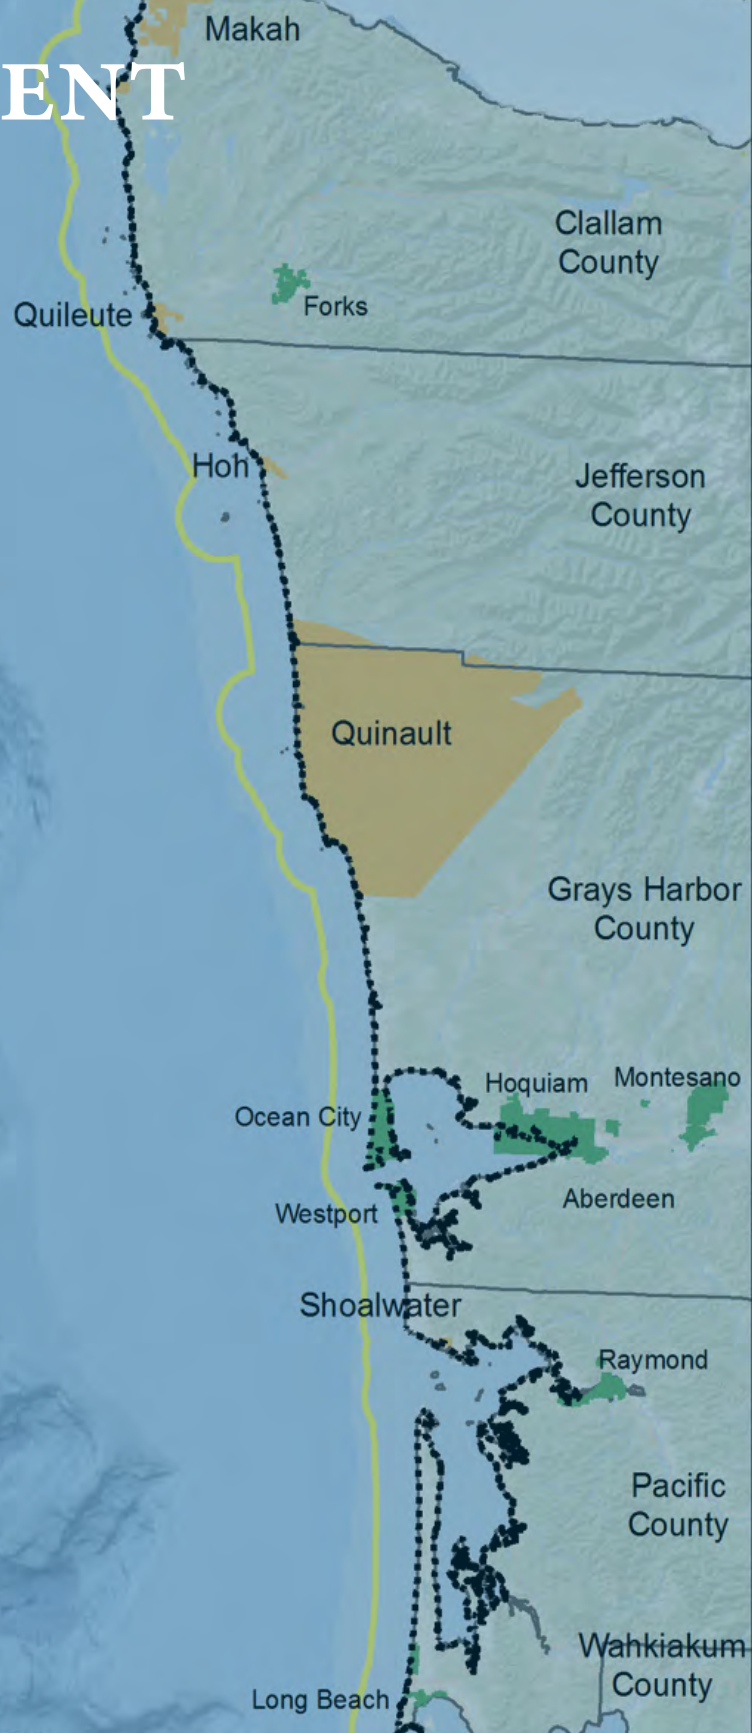 Makah
ENT
Clallam
County
Forks
Quileute
Hoh
Jefferson
County
Quinault
Grays Harbor
County
Hoquiam
Montesano
Ocean City
Aberdeen
Westport
Shoalwater
Raymond
Pacific
County
Wahkiakum
County
Long Beach